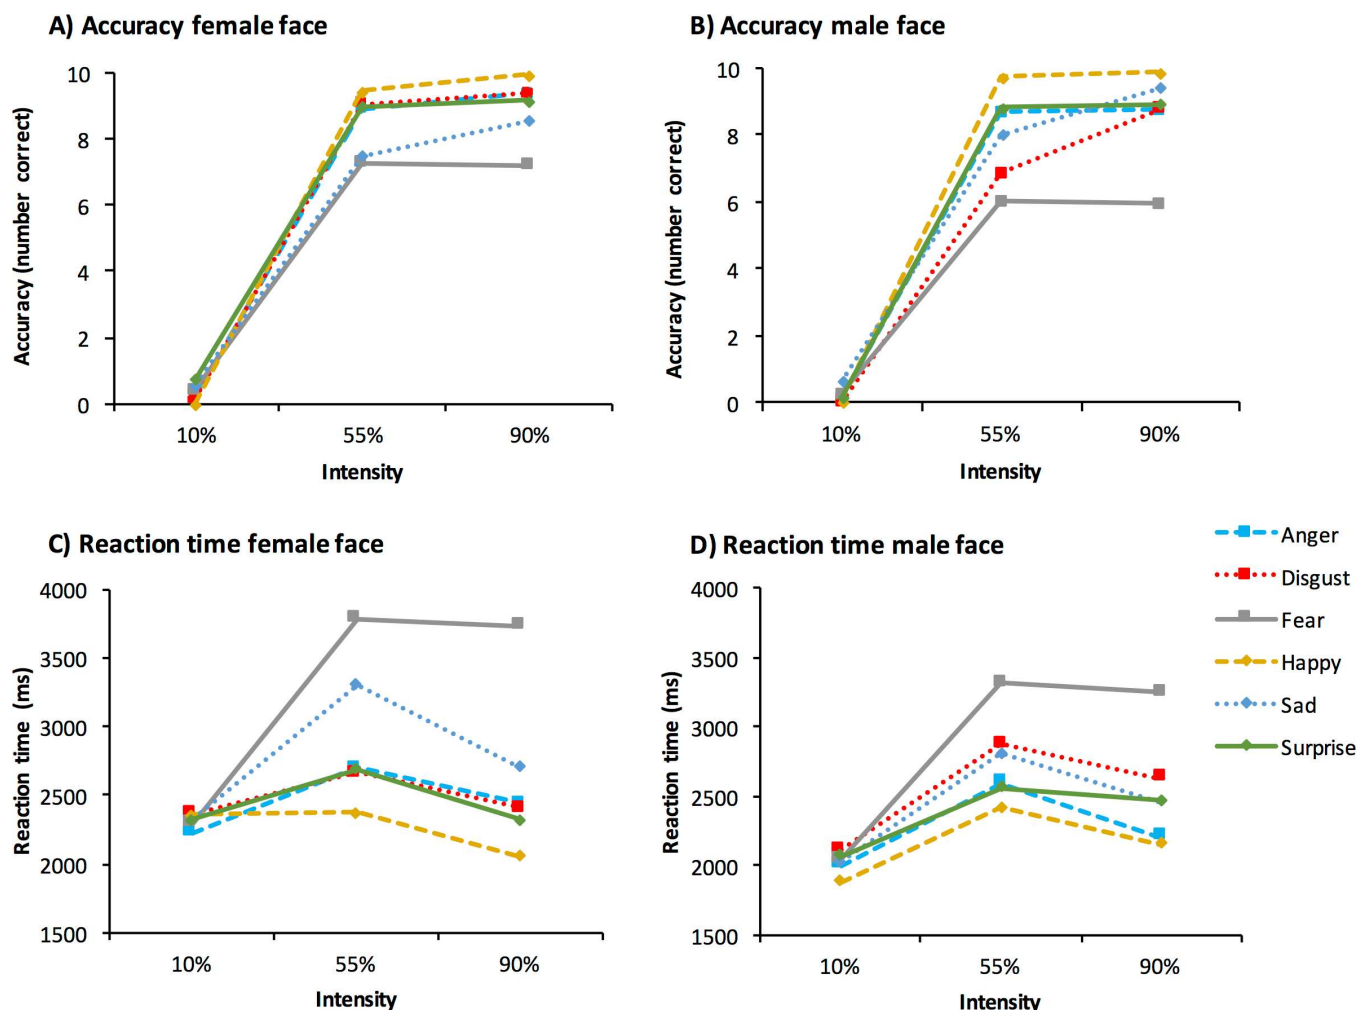 A) Accuracy female face
B) Accuracy male face
Accuracy (number correct)
10
8
6
4
2
0
10%
55%
90%
Intensity
Accuracy (number correct)
10
8
6
4
2
0
10%
55%
90%
Intensity
C) Reaction time female face
D) Reaction time male face
Reaction time (ms)
4000
3500
3000
2500
2000
1500
10%
55%
90%
Intensity
Reaction time (ms)
4000
3500
3000
2500
2000
1500
10%
55%
90%
Intensity
Anger
Disgust
Fear
Happy
Sad
Surprise